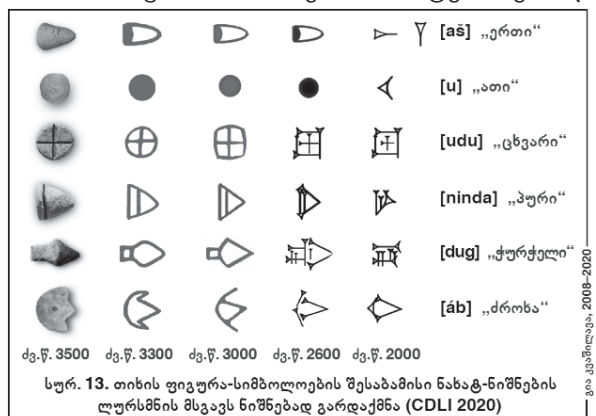 [aš] „ერთი“
[u] „ათი“
[udu] „ცხვარი“
[ninda] „პური“
[dug] „ჭურჭელი“
[áb] „ძროხა“
ძვ.წ. 3500 ძვ.წ. 3300 ძვ.წ. 3000 ძვ.წ. 2600 ძვ.წ. 2000
სურ. 13. თიხის ფიგურა-სიმბოლოების შესაბამისი ნახატ-ნიშნების
ლურსმნის მსგავს ნიშნებად გარდაქმნა (CDLI 2020)
გია კვაშილავა, 2008–2020